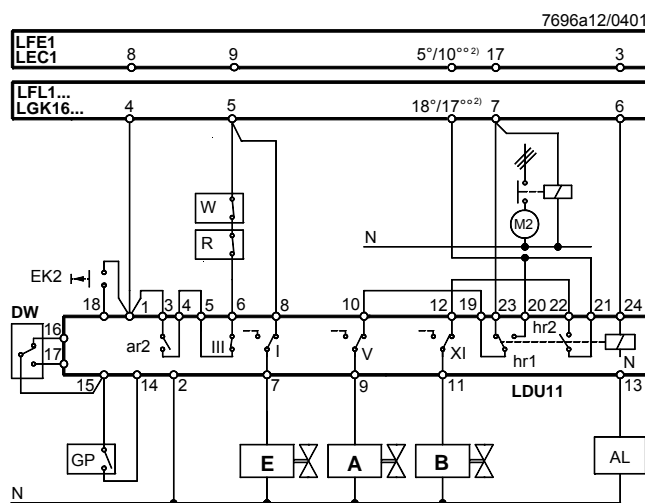 7696a12/0401
LFE1
LEC1
8 9 5°/10°°²⁾ 17 3
LFL1...
LGK16...
4 5 18°/17°°²⁾ 7 6
W
R
M2
N
EK2
18 1 3 4 5 6 8 10 12 19 23 20 22 21 24
DW
16
17
ar2 III I V XI hr1 hr2 N
15 14 2 7 9 11 LDU11 13
GP E A B AL
N